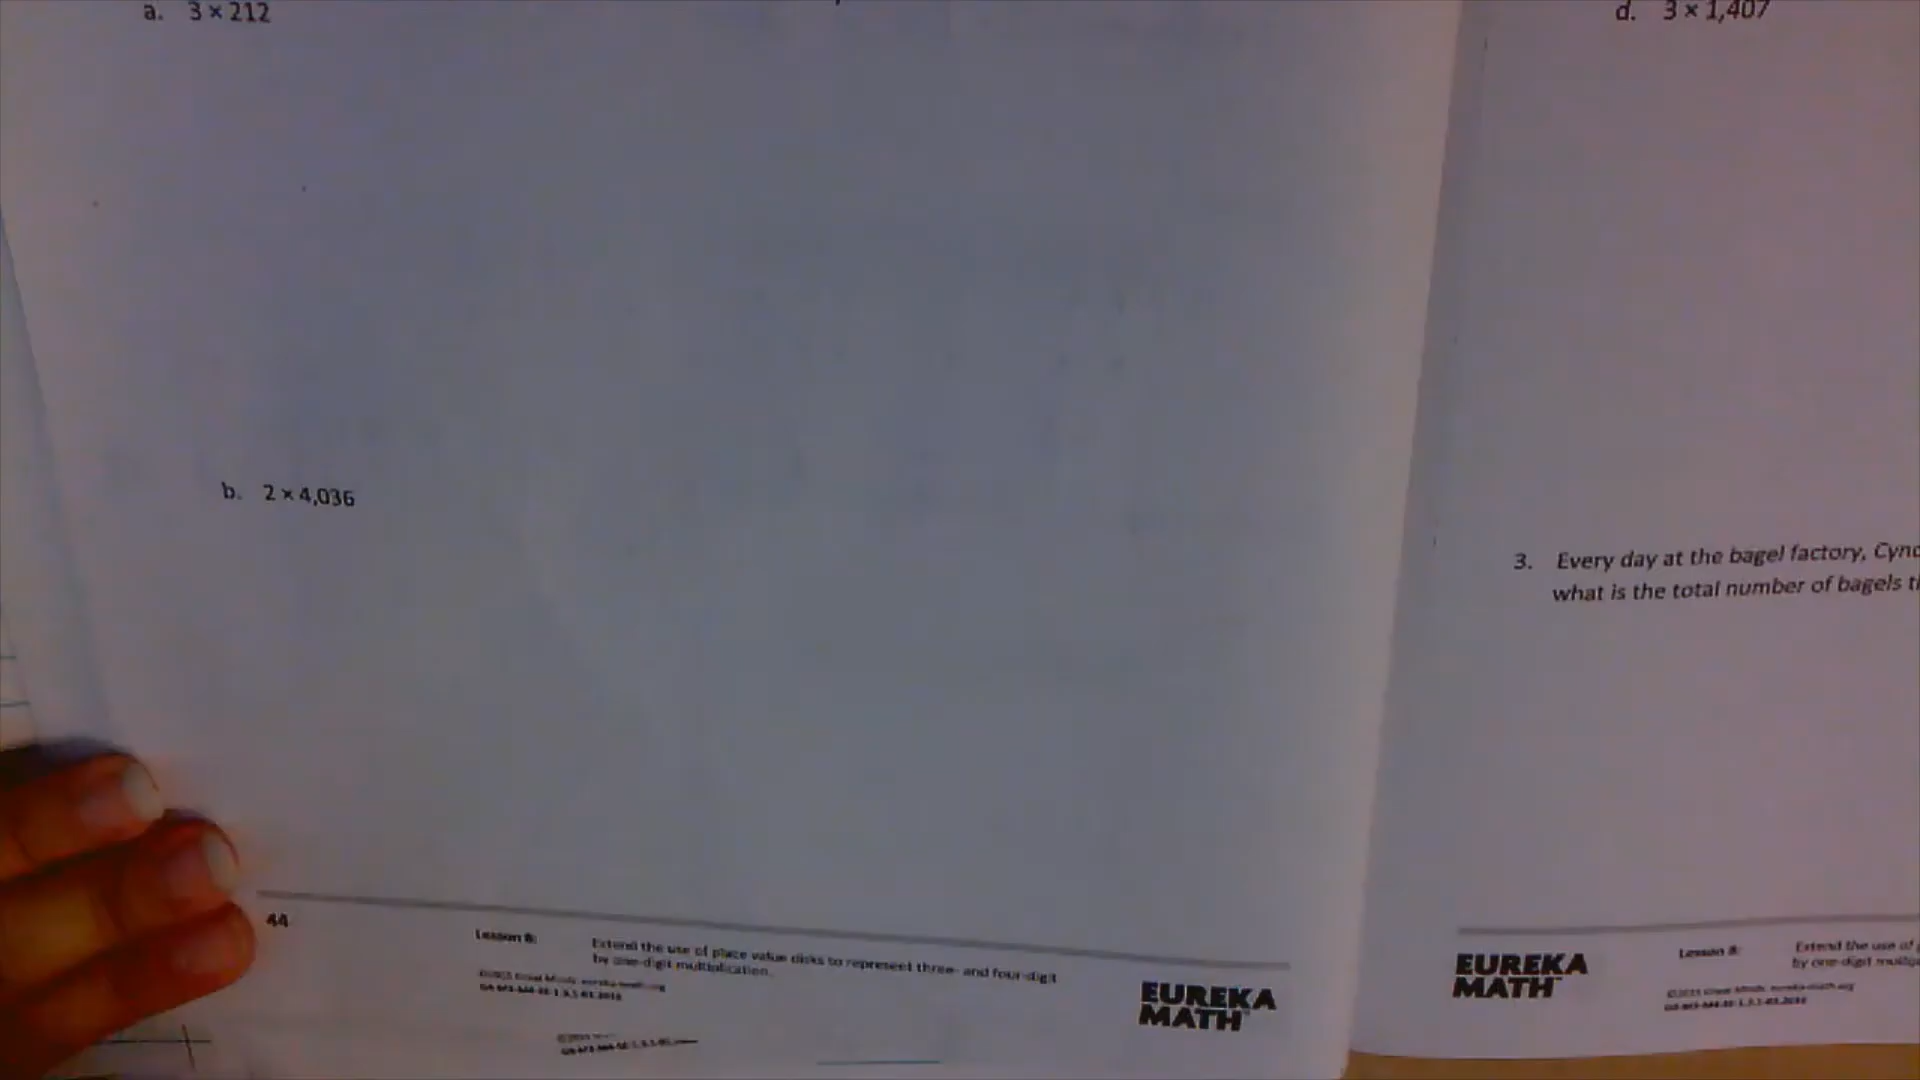 a. 3 × 212
b. 2 × 4,036
44
Lesson 8:
Extend the use of place value disks to represent three- and four-digit
by one-digit multiplication.
EUREKA
MATH
d. 3 × 1,407
3. Every day at the bagel factory, Cync
what is the total number of bagels t
EUREKA
MATH
Lesson 8:
Extend the use of
by one-digit